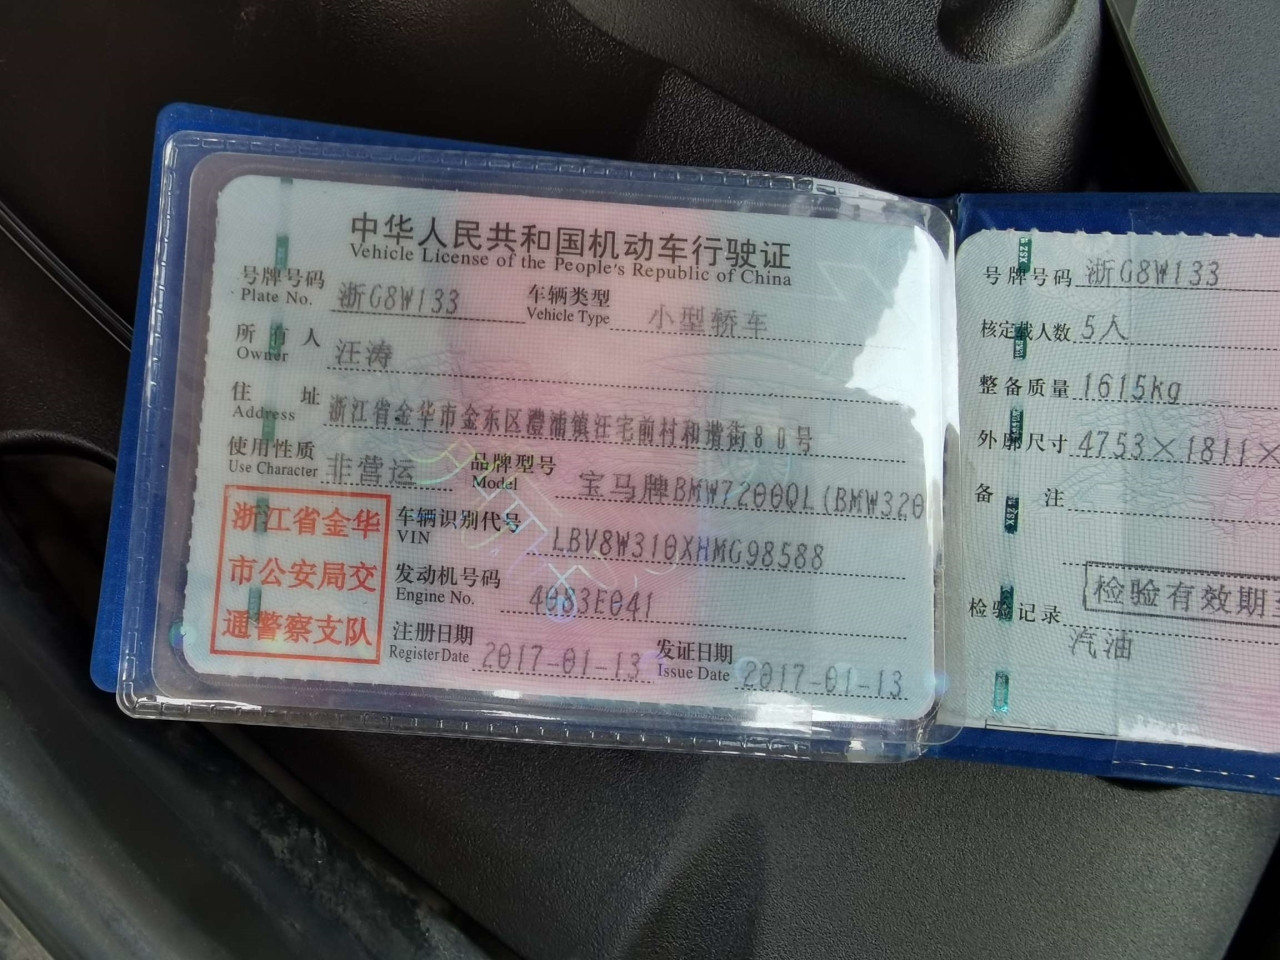 中华人民共和国机动车行驶证
Vehicle License of the People's Republic of China
号牌号码 浙G8W133 车辆类型 小型轿车
Plate No. Vehicle Type
所有人 汪涛
Owner
住址 浙江省金华市金东区澧浦镇汪宅前村和谐街80号
Address
使用性质 非营运 品牌型号 宝马牌BMW7200QL(BMW320
Use Character Model
浙江省金华
市公安局交
通警察支队
车辆识别代号 LBV8W310XHMG98588
VIN
发动机号码 4083E041
Engine No.
注册日期 2017-01-13 发证日期 2017-01-13
Register Date Issue Date
号牌号码 浙G8W133
核定载人数 5人
整备质量 1615kg
外廓尺寸 4753×1811×
备注
检验有效期
检验记录
汽油